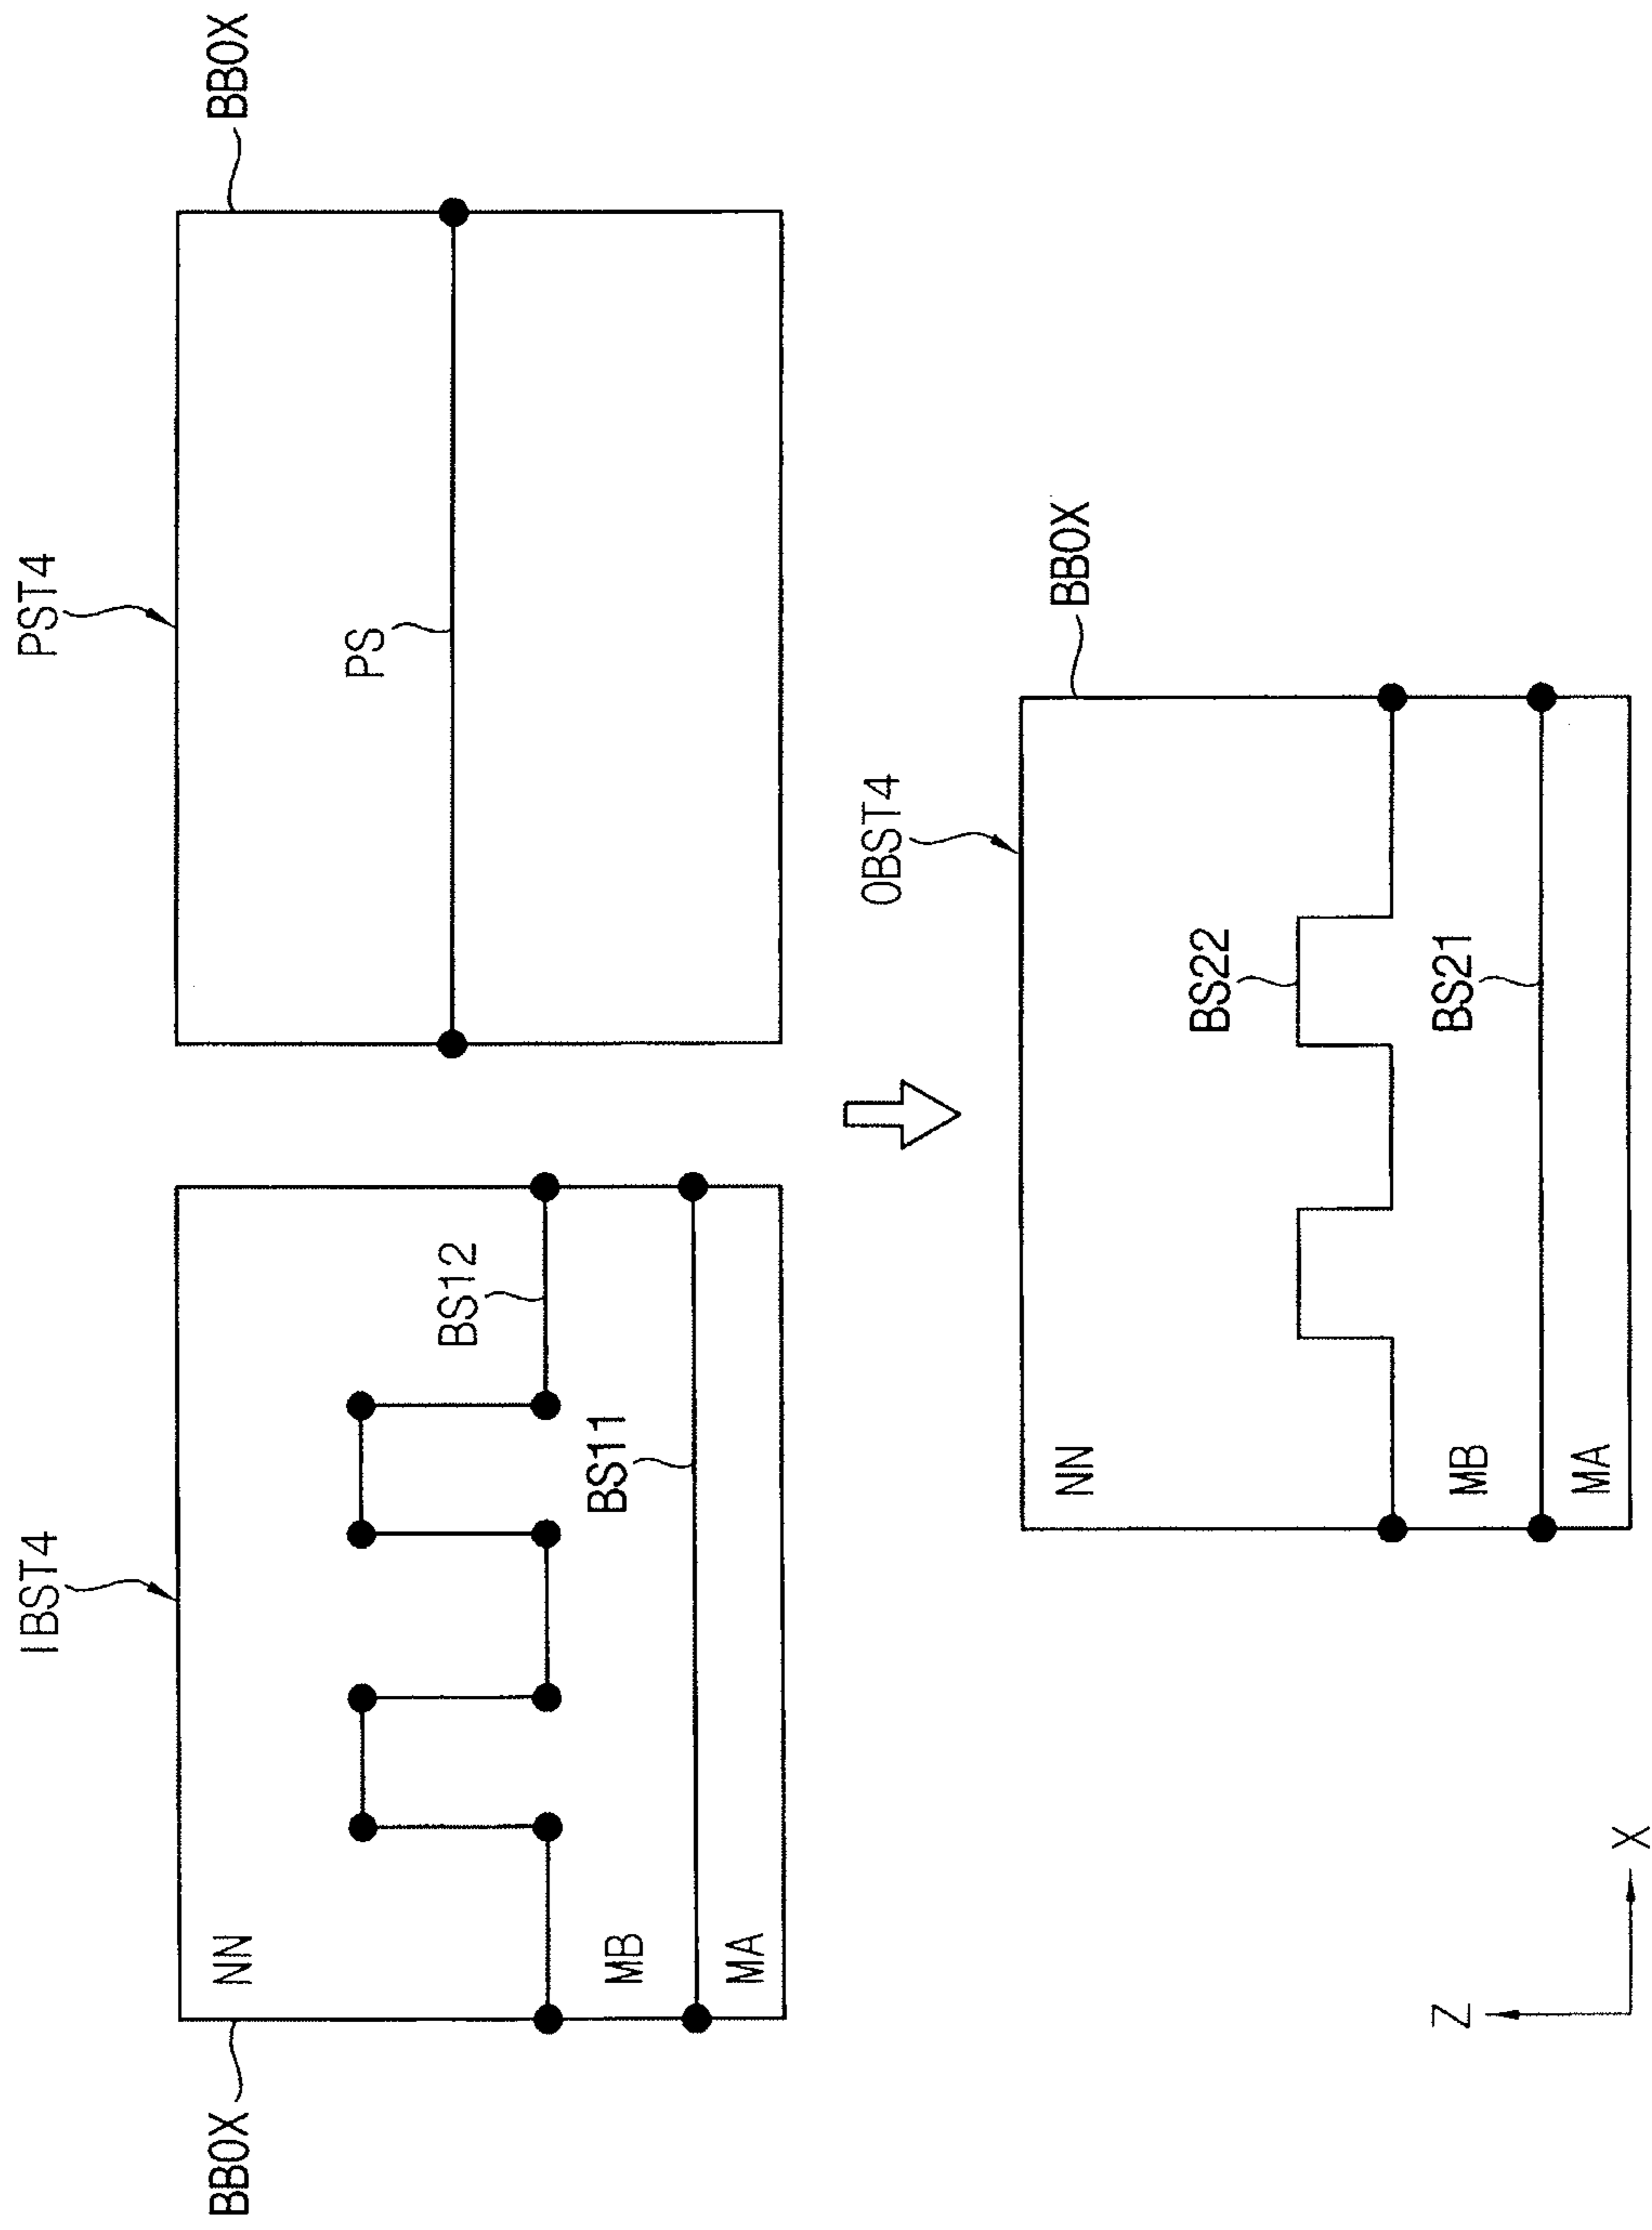 IBST4
PST4
BBOX
NN
BS12
BS11
MB
MA
PS
BBOX
OBST4
BBOX
NN
BS22
BS21
MB
MA
Z
X